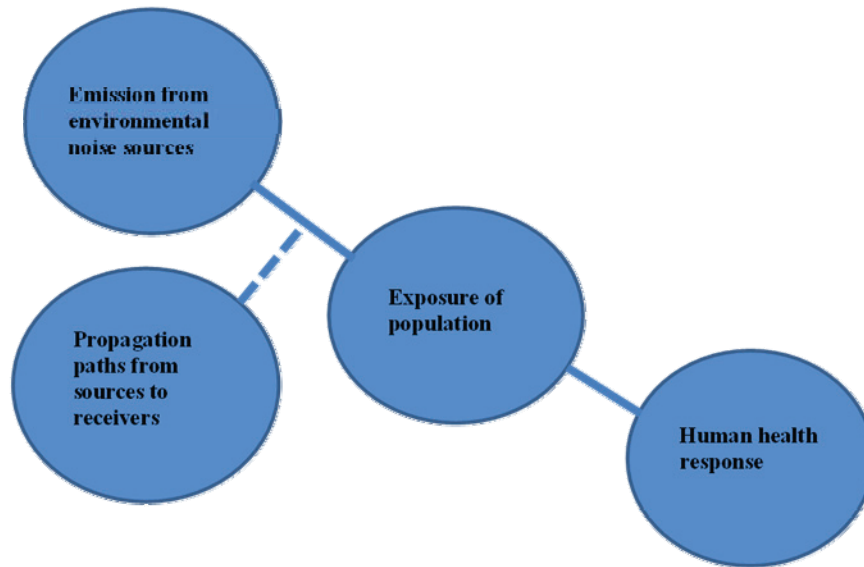 Emission from
environmental
noise sources
Propagation
paths from
sources to
receivers
Exposure of
population
Human health
response